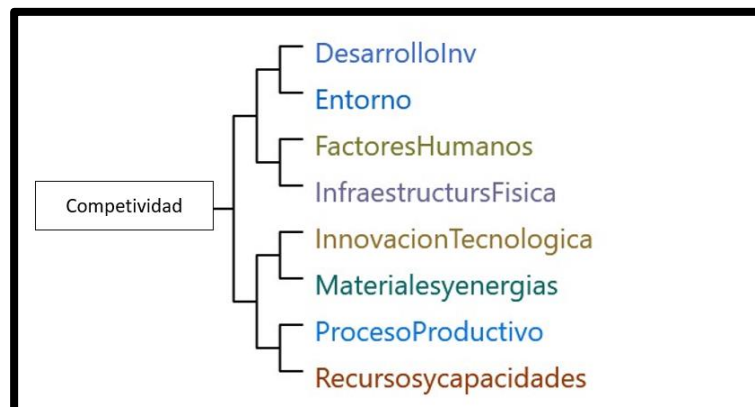 DesarrolloInv
Entorno
FactoresHumanos
InfraestructursFisica
Competividad
InnovacionTecnologica
Materialesyenergias
ProcesoProductivo
Recursosycapacidades